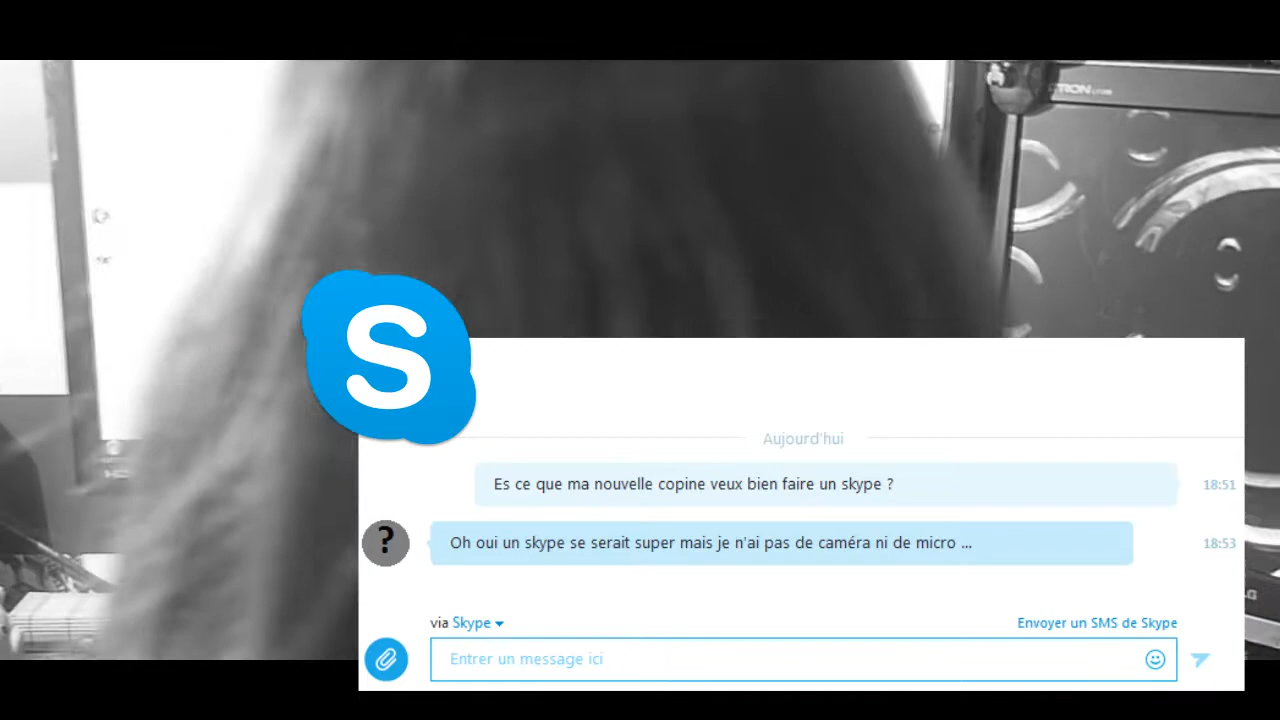 TRON
S
Aujourd'hui
Es ce que ma nouvelle copine veux bien faire un skype ?
18:51
?
Oh oui un skype se serait super mais je n'ai pas de caméra ni de micro ...
18:53
via Skype
Envoyer un SMS de Skype
Entrer un message ici